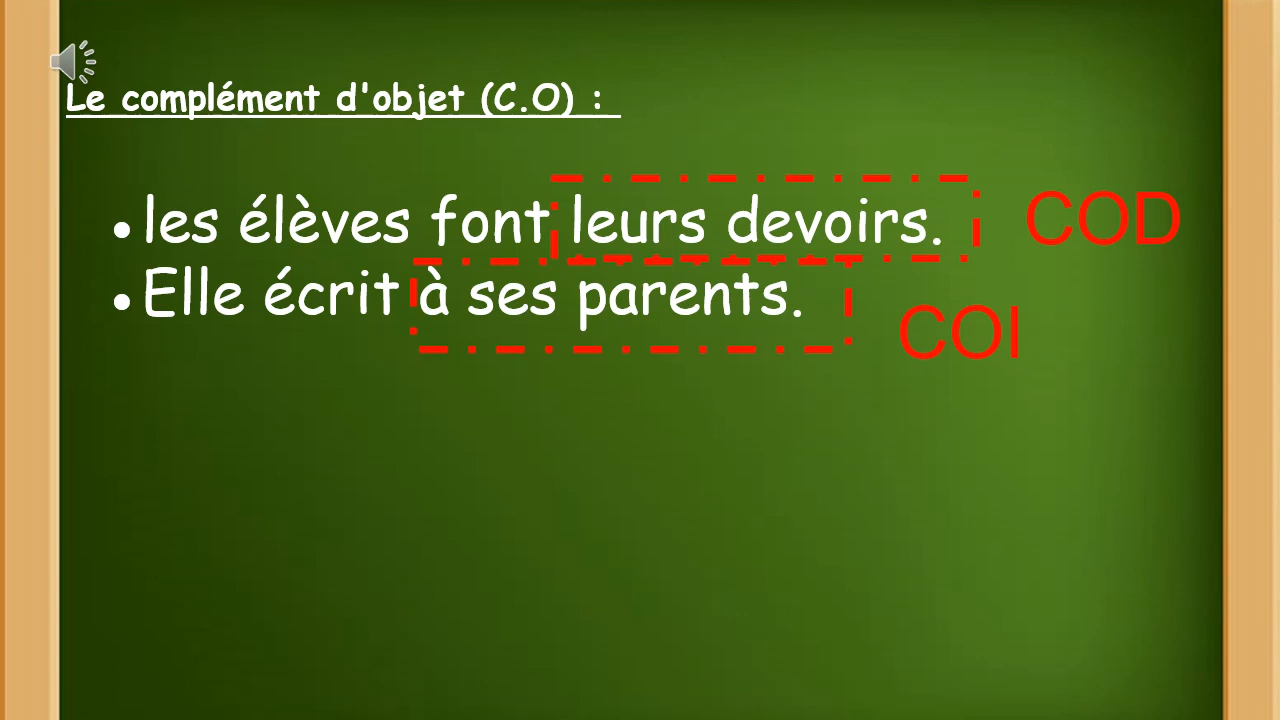 Le complément d'objet (C.O) :
• les élèves font leurs devoirs. COD
• Elle écrit à ses parents. COI